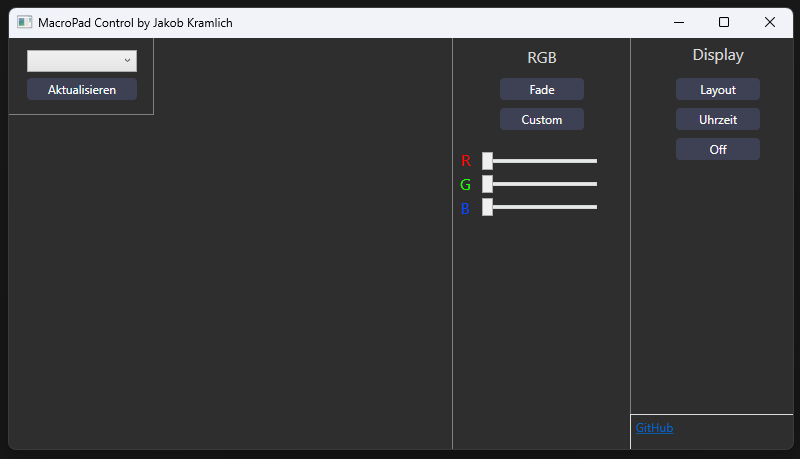 MacroPad Control by Jakob Kramlich
Aktualisieren
RGB
Fade
Custom
R
G
B
Display
Layout
Uhrzeit
Off
GitHub